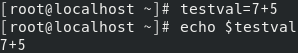 [root@localhost ~]# testval=7+5
[root@localhost ~]# echo $testval
7+5